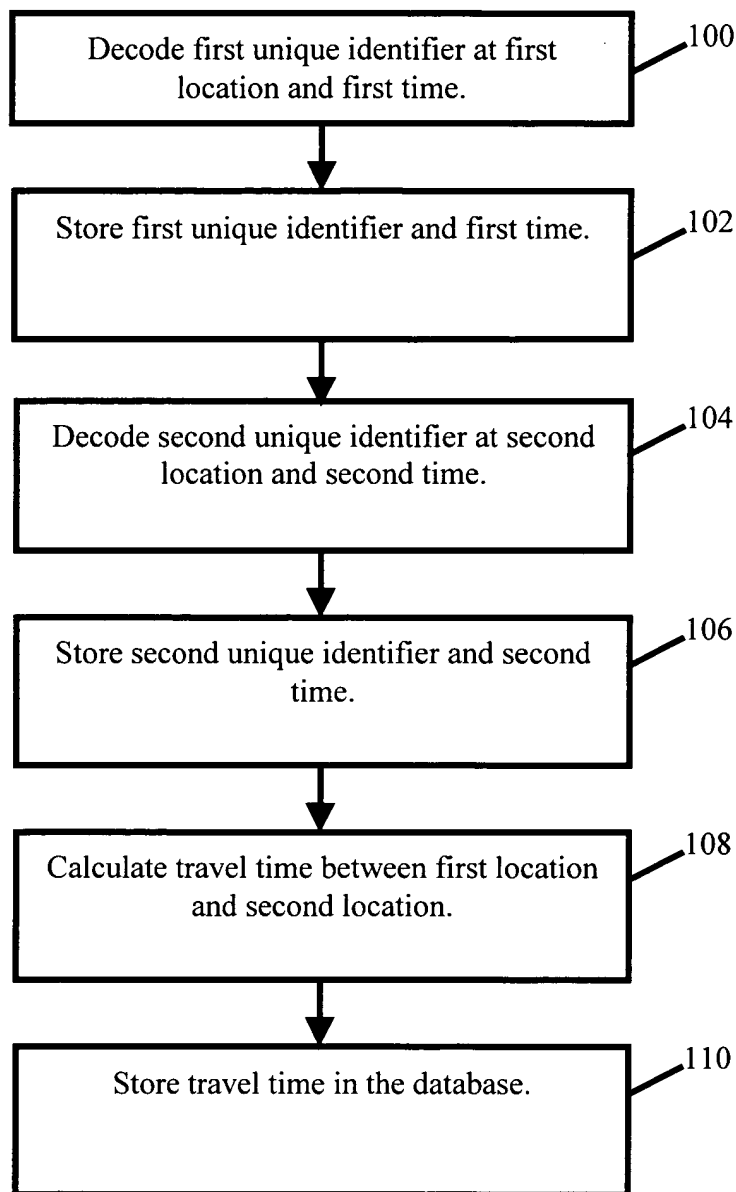 Decode first unique identifier at first
location and first time.
100
Store first unique identifier and first time.
102
Decode second unique identifier at second
location and second time.
104
Store second unique identifier and second
time.
106
Calculate travel time between first location
and second location.
108
Store travel time in the database.
110